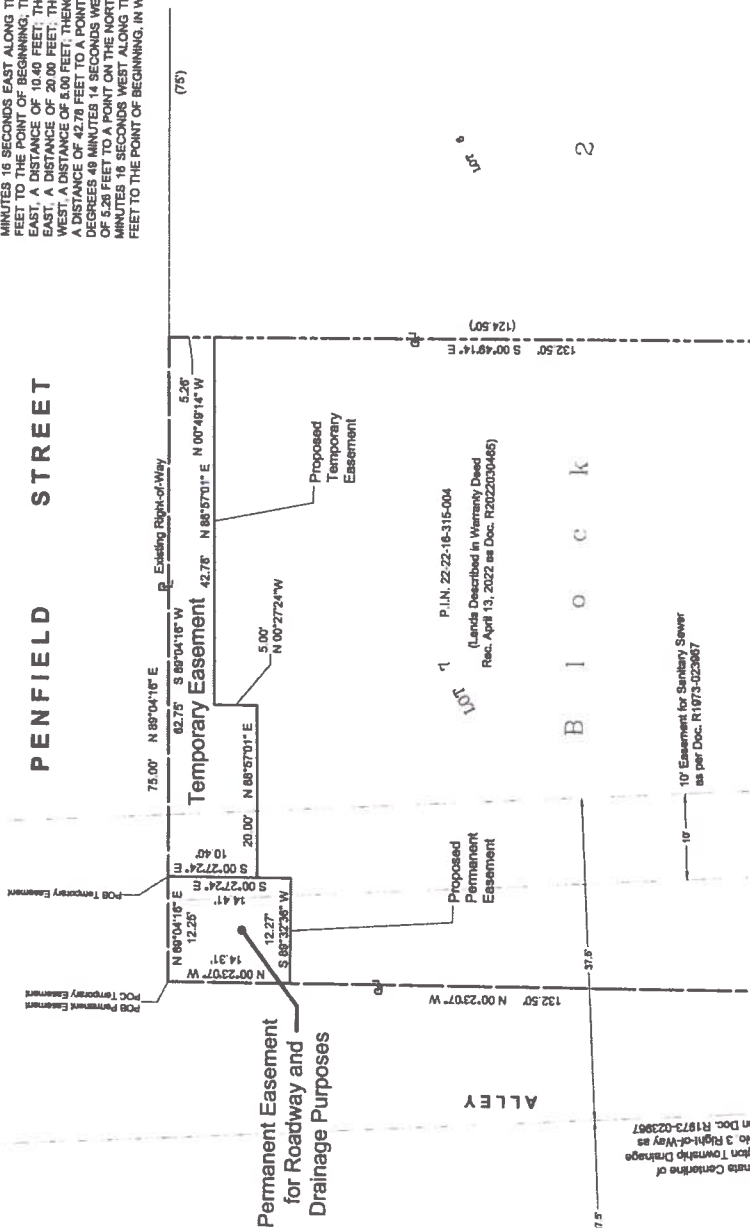 MINUTES 16 SECONDS EAST ALONG
FEET TO THE POINT OF BEGINNING;
EAST, A DISTANCE OF 10.40 FEET;
EAST, A DISTANCE OF 20.00 FEET;
WEST, A DISTANCE OF 5.00 FEET;
A DISTANCE OF 42.78 FEET TO A POINT
DEGREES 49 MINUTES 14 SECONDS
OF 5.26 FEET TO A POINT ON THE
MINUTES 16 SECONDS WEST ALONG
FEET TO THE POINT OF BEGINNING, IN
PENFIELD STREET
(75')
POB Permanent Easement
POC Temporary Easement
POB Temporary Easement
75.00' N 89°04'16" E
Existing Right-of-Way
N 89°04'16" E
12.25'
62.75' S 89°04'16" W
Temporary Easement
5.26'
N 00°49'14" W
42.78' N 88°57'01" E
10.40'
S 00°27'24" E
14.41'
S 00°27'24" E
N 00°23'07" W
14.31'
12.27'
S 89°32'36" W
20.00' N 88°57'01" E
5.00'
N 00°27'24" W
Proposed
Temporary
Easement
Proposed
Permanent
Easement
Permanent Easement
for Roadway and
Drainage Purposes
132.50' S 00°49'14" E
(124.50')
LOT 6
2
LOT 7
P.I.N. 22-22-16-315-004
(Lands Described in Warranty Deed
Rec. April 13, 2022 as Doc. R2022030465)
Block
132.50' N 00°23'07" W
ALLEY
37.5'
10'
10' Easement for Sanitary Sewer
as per Doc. R1973-023967
Centerline of
Township Drainage
No. 3 Right-of-Way as
Doc. R1973-023967